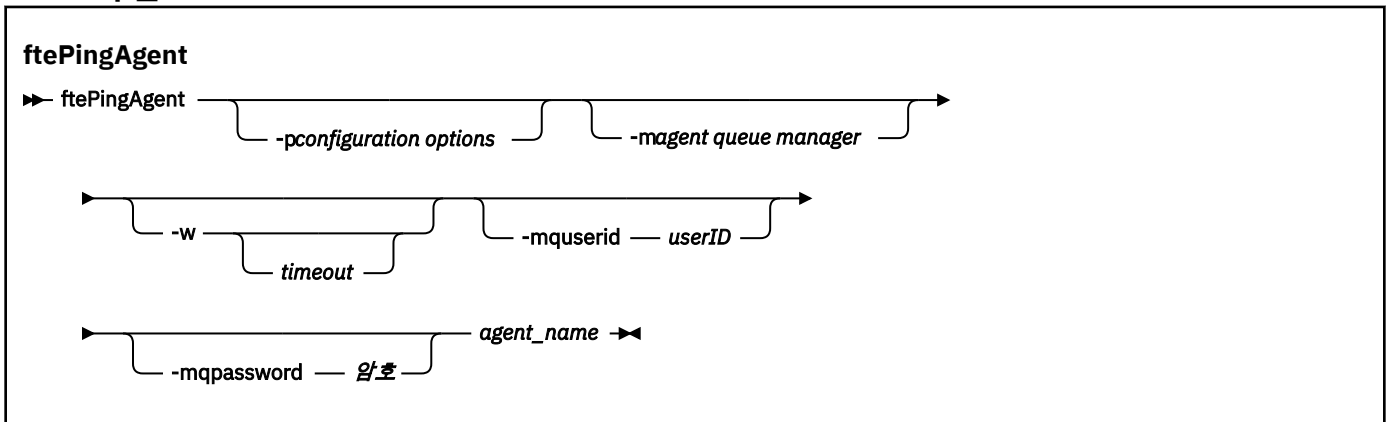 ftePingAgent
ftePingAgent
-pconfiguration options -magent queue manager
-w -mquserid userID
timeout
agent_name
-mqpassword 암호